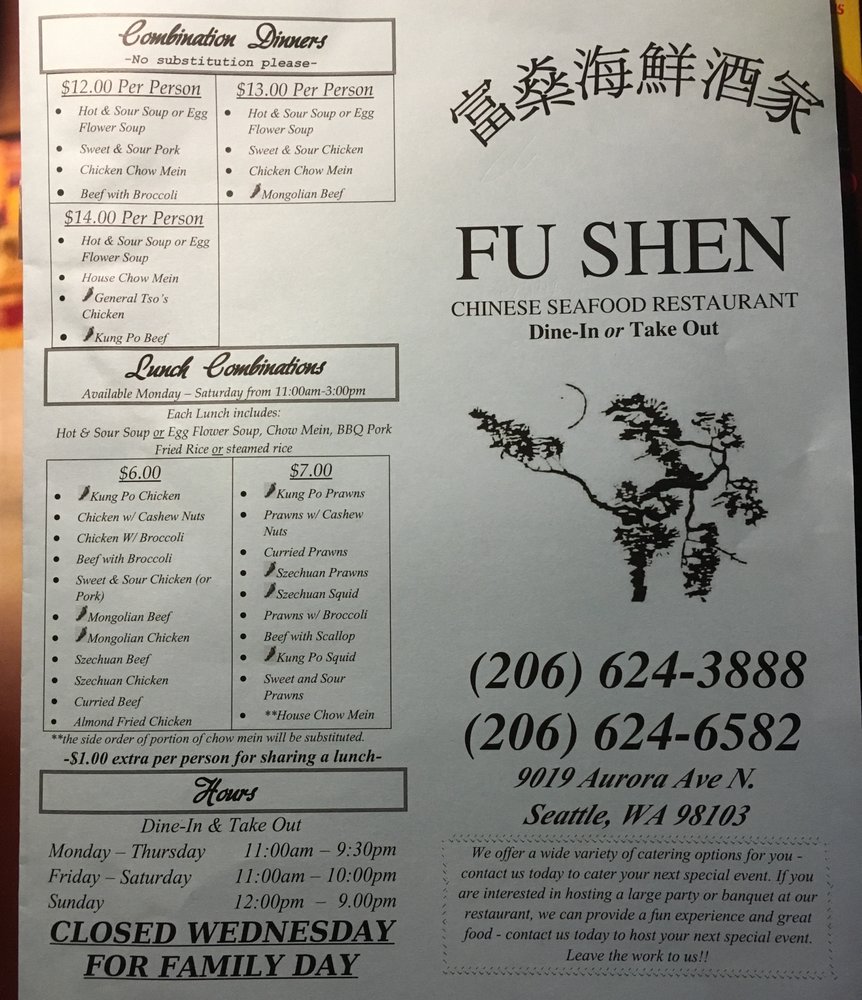 Combination Dinners
-No substitution please-
$12.00 Per Person
Hot & Sour Soup or Egg
Flower Soup
Sweet & Sour Pork
Chicken Chow Mein
Beef with Broccoli
$13.00 Per Person
Hot & Sour Soup or Egg
Flower Soup
Sweet & Sour Chicken
Chicken Chow Mein
Mongolian Beef
$14.00 Per Person
Hot & Sour Soup or Egg
Flower Soup
House Chow Mein
General Tso's
Chicken
Kung Po Beef
Lunch Combinations
Available Monday – Saturday from 11:00am-3:00pm
Each Lunch includes:
Hot & Sour Soup or Egg Flower Soup, Chow Mein, BBQ Pork
Fried Rice or steamed rice
$6.00
Kung Po Chicken
Chicken w/ Cashew Nuts
Chicken W/ Broccoli
Beef with Broccoli
Sweet & Sour Chicken (or
Pork)
Mongolian Beef
Mongolian Chicken
Szechuan Beef
Szechuan Chicken
Curried Beef
Almond Fried Chicken
$7.00
Kung Po Prawns
Prawns w/ Cashew
Nuts
Curried Prawns
Szechuan Prawns
Szechuan Squid
Prawns w/ Broccoli
Beef with Scallop
Kung Po Squid
Sweet and Sour
Prawns
**House Chow Mein
**the side order of portion of chow mein will be substituted.
-$1.00 extra per person for sharing a lunch-
Hours
Dine-In & Take Out
Monday – Thursday 11:00am – 9:30pm
Friday – Saturday 11:00am – 10:00pm
Sunday 12:00pm – 9.00pm
CLOSED WEDNESDAY
FOR FAMILY DAY
富燊海鮮酒家
FU SHEN
CHINESE SEAFOOD RESTAURANT
Dine-In or Take Out
(206) 624-3888
(206) 624-6582
9019 Aurora Ave N.
Seattle, WA 98103
We offer a wide variety of catering options for you -
contact us today to cater your next special event. If you
are interested in hosting a large party or banquet at our
restaurant, we can provide a fun experience and great
food - contact us today to host your next special event.
Leave the work to us!!